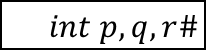 int p, q, r#